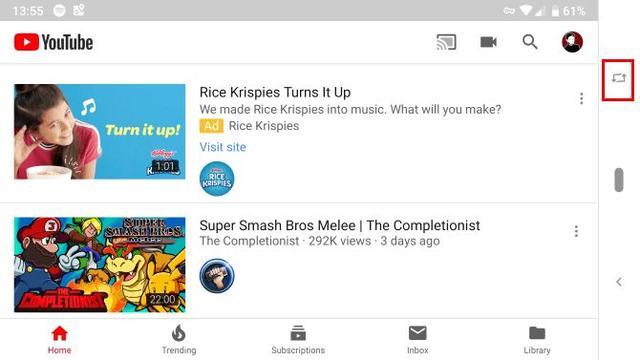 13:55
61%
YouTube
Rice Krispies Turns It Up
We made Rice Krispies into music. What will you make?
Ad Rice Krispies
Visit site
Turn it up!
Kellogg's
1:01
RICE
KRISPIES
Super Smash Bros Melee | The Completionist
The Completionist · 292K views · 3 days ago
SUPER
SMASH BROS.
MELEE
THE COMPLETIONIST
22:00
Home
Trending
Subscriptions
Inbox
Library